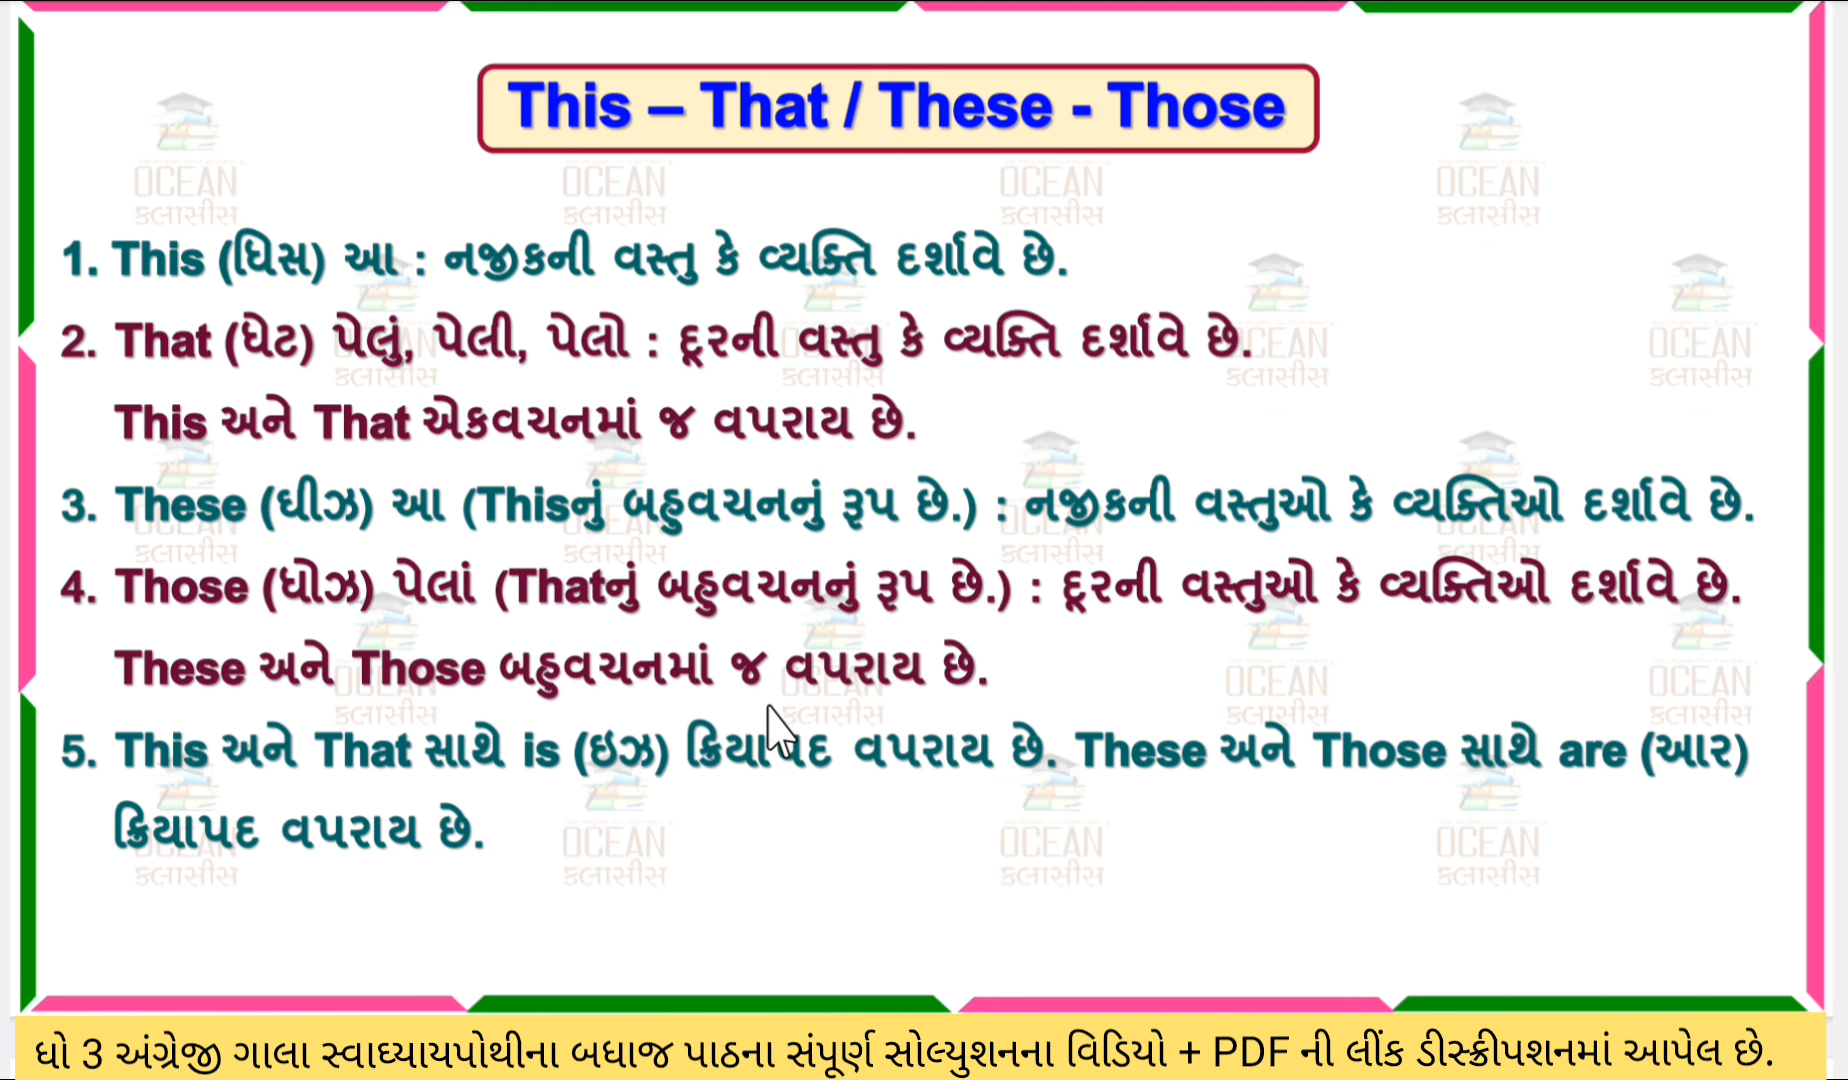 This – That / These - Those
1. This (ધિસ) આ : નજીકની વસ્તુ કે વ્યક્તિ દર્શાવે છે.
2. That (ધેટ) પેલું, પેલી, પેલો : દૂરની વસ્તુ કે વ્યક્તિ દર્શાવે છે.
This અને That એકવચનમાં જ વપરાય છે.
3. These (ધીઝ) આ (Thisનું બહુવચનનું રૂપ છે.) : નજીકની વસ્તુઓ કે વ્યક્તિઓ દર્શાવે છે.
4. Those (ધોઝ) પેલાં (Thatનું બહુવચનનું રૂપ છે.) : દૂરની વસ્તુઓ કે વ્યક્તિઓ દર્શાવે છે.
These અને Those બહુવચનમાં જ વપરાય છે.
5. This અને That સાથે is (ઇઝ) ક્રિયાપદ વપરાય છે. These અને Those સાથે are (આર)
ક્રિયાપદ વપરાય છે.
OCEAN
ક્લાસીસ
ધો 3 અંગ્રેજી ગાલા સ્વાધ્યાયપોથીના બધાજ પાઠના સંપૂર્ણ સોલ્યુશનના વિડિયો + PDF ની લીંક ડીસ્ક્રીપશનમાં આપેલ છે.